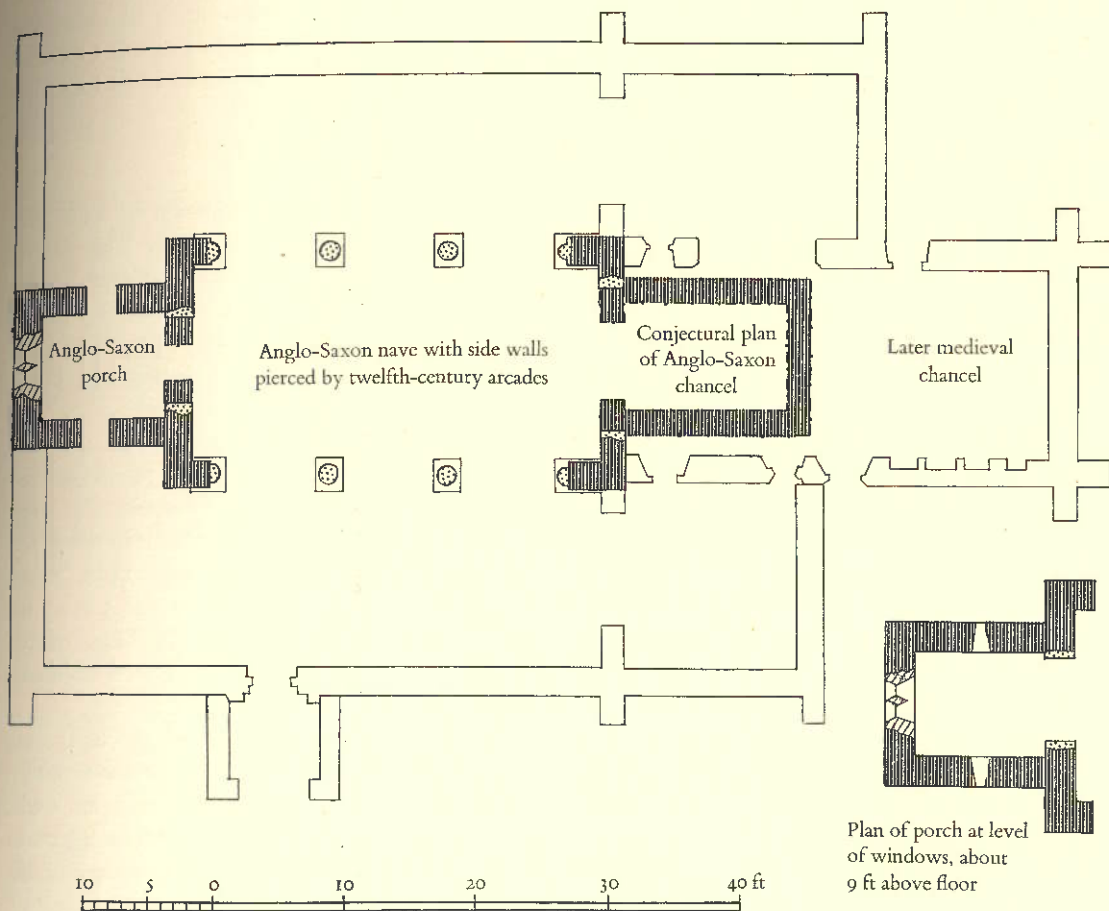 Anglo-Saxon
porch
Anglo-Saxon nave with side walls
pierced by twelfth-century arcades
Conjectural plan
of Anglo-Saxon
chancel
Later medieval
chancel
Plan of porch at level
of windows, about
9 ft above floor
10 5 0 10 20 30 40 ft